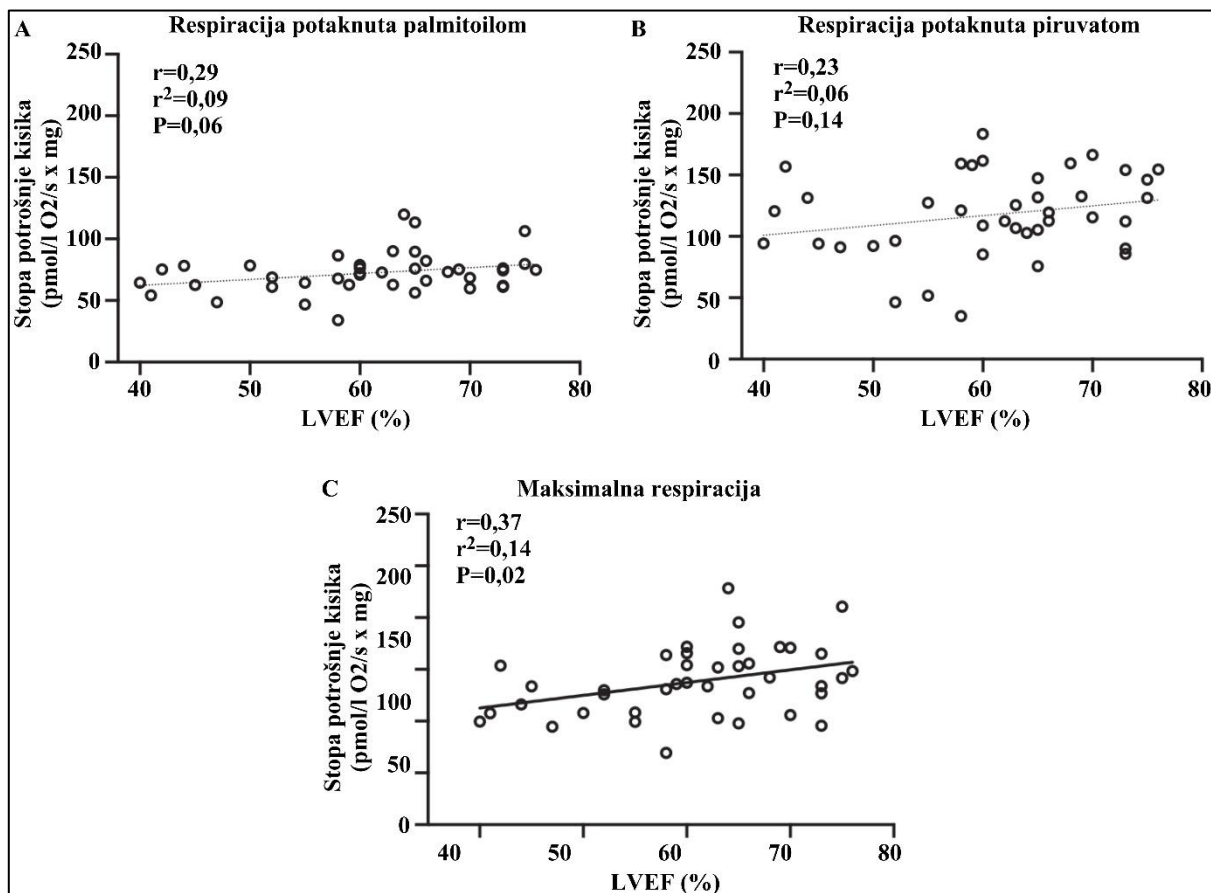 A
Respiracija potaknuta palmitoilom
r=0,29
r²=0,09
P=0,06
250
200
150
100
50
0
Stopa potrošnje kisika
(pmol/l O2/s x mg)
40
50
60
70
80
LVEF (%)
B
Respiracija potaknuta piruvatom
r=0,23
r²=0,06
P=0,14
250
200
150
100
50
0
Stopa potrošnje kisika
(pmol/l O2/s x mg)
40
50
60
70
80
LVEF (%)
C
Maksimalna respiracija
r=0,37
r²=0,14
P=0,02
250
200
150
100
50
0
Stopa potrošnje kisika
(pmol/l O2/s x mg)
40
50
60
70
80
LVEF (%)